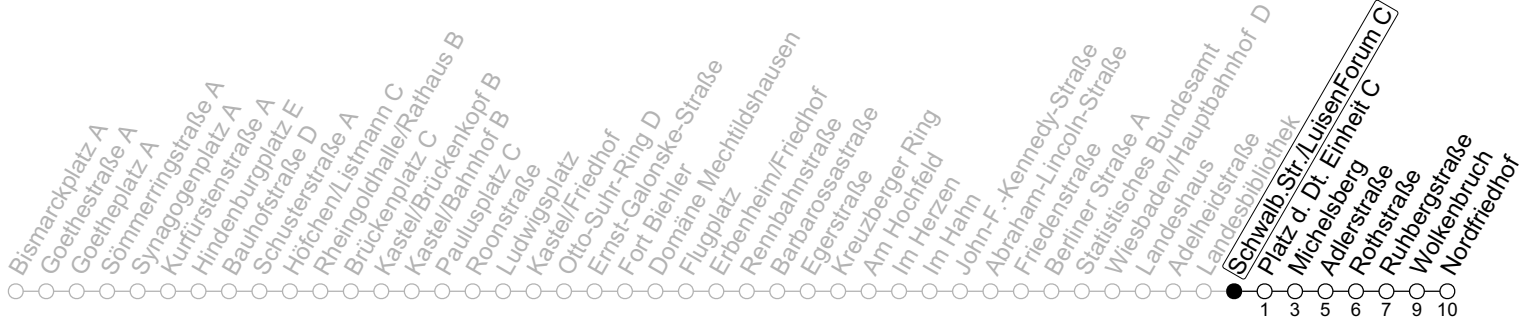 Bismarckplatz A
Goethestraße A
Goetheplatz A
Sömmerringstraße A
Synagogenplatz A
Kurfürstenstraße A
Hindenburgplatz E
Bauhofstraße D
Schusterstraße A
Höfchen/Listmann C
Rheingoldhalle/Rathaus B
Brückenplatz C
Kastel/Brückenkopf B
Kastel/Bahnhof B
Paulusplatz C
Roonstraße
Ludwigsplatz
Kastel/Friedhof
Otto-Suhr-Ring D
Ernst-Galonske-Straße
Fort Biehler
Domäne Mechtildshausen
Flugplatz
Erbenheim/Friedhof
Rennbahnstraße
Barbarossastraße
Egerstraße
Kreuzberger Ring
Am Hochfeld
Im Herzen
Im Hahn
John-F.-Kennedy-Straße
Abraham-Lincoln-Straße
Friedenstraße
Berliner Straße A
Statistisches Bundesamt
Wiesbaden/Hauptbahnhof D
Landeshaus
Adelheidstraße
Landesbibliothek
Schwalb.Str./LuisenForum C
Platz d. Dt. Einheit C
Michelsberg
Adlerstraße
Rothstraße
Ruhbergstraße
Wolkenbruch
Nordfriedhof
1 3 5 6 7 9 10